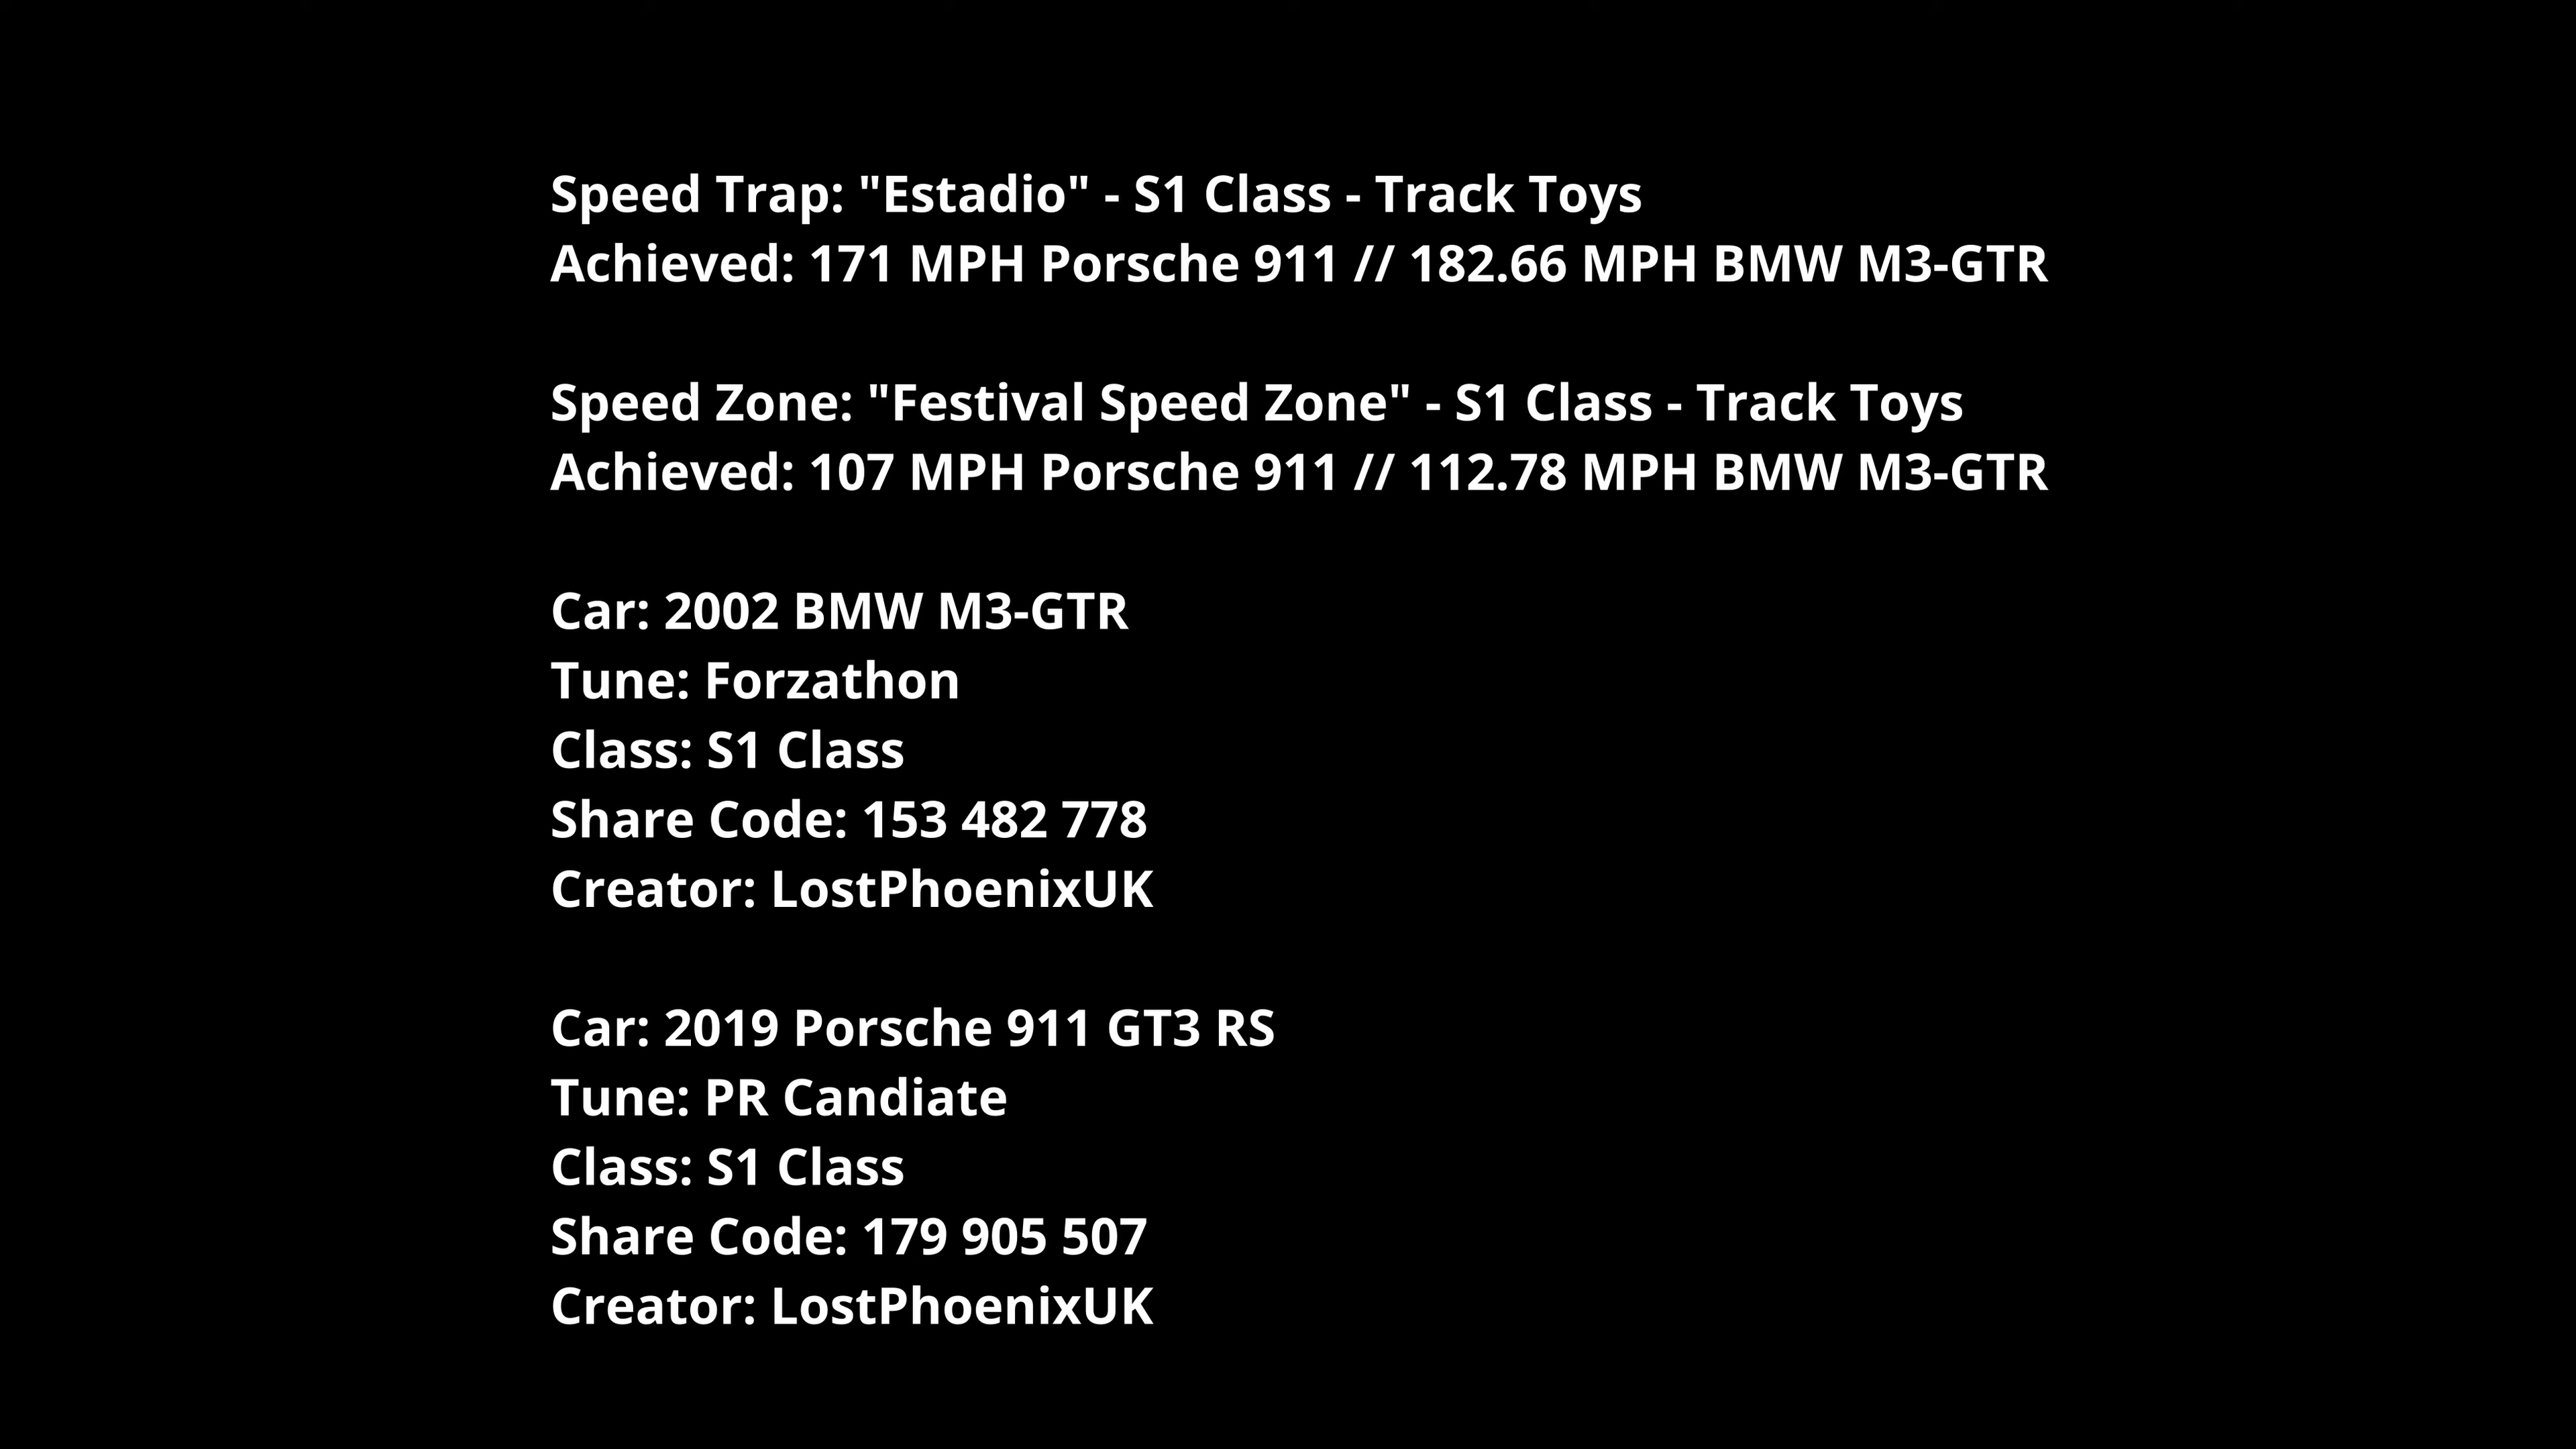 Speed Trap: "Estadio" - S1 Class - Track Toys
Achieved: 171 MPH Porsche 911 // 182.66 MPH BMW M3-GTR
Speed Zone: "Festival Speed Zone" - S1 Class - Track Toys
Achieved: 107 MPH Porsche 911 // 112.78 MPH BMW M3-GTR
Car: 2002 BMW M3-GTR
Tune: Forzathon
Class: S1 Class
Share Code: 153 482 778
Creator: LostPhoenixUK
Car: 2019 Porsche 911 GT3 RS
Tune: PR Candiate
Class: S1 Class
Share Code: 179 905 507
Creator: LostPhoenixUK